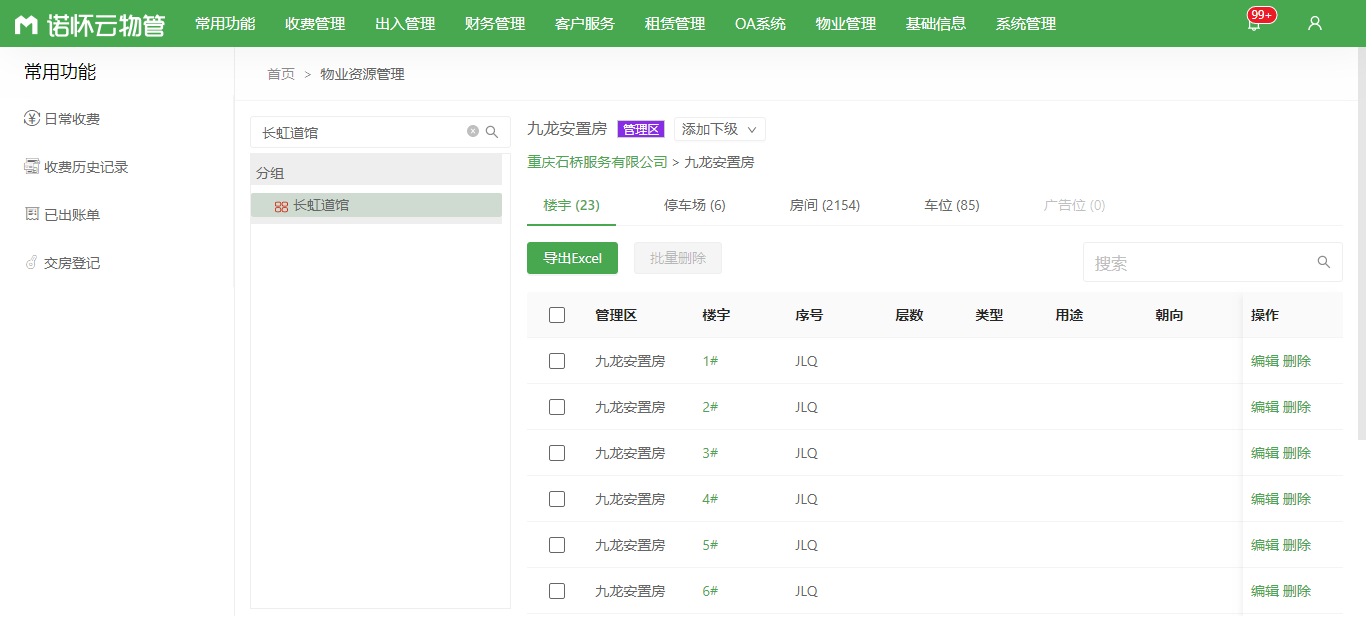 诺怀云物管 常用功能 收费管理 出入管理 财务管理 客户服务 租赁管理 OA系统 物业管理 基础信息 系统管理 99+
常用功能
日常收费
收费历史记录
已出账单
交房登记
首页 > 物业资源管理
长虹道馆
分组
长虹道馆
九龙安置房 管理区 添加下级
重庆石桥服务有限公司 > 九龙安置房
楼宇 (23) 停车场 (6) 房间 (2154) 车位 (85) 广告位 (0)
导出Excel 批量删除 搜索
管理区 楼宇 序号 层数 类型 用途 朝向 操作
九龙安置房 1# JLQ 编辑 删除
九龙安置房 2# JLQ 编辑 删除
九龙安置房 3# JLQ 编辑 删除
九龙安置房 4# JLQ 编辑 删除
九龙安置房 5# JLQ 编辑 删除
九龙安置房 6# JLQ 编辑 删除